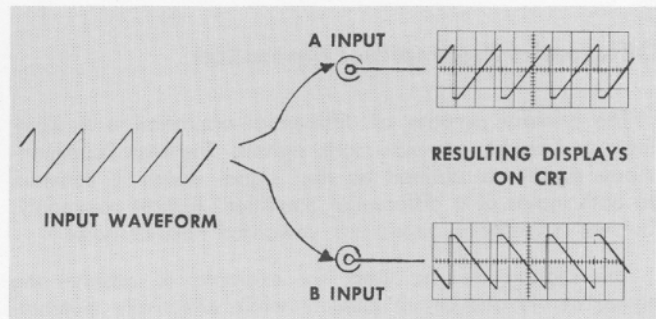 A INPUT
RESULTING DISPLAYS
ON CRT
INPUT WAVEFORM
B INPUT